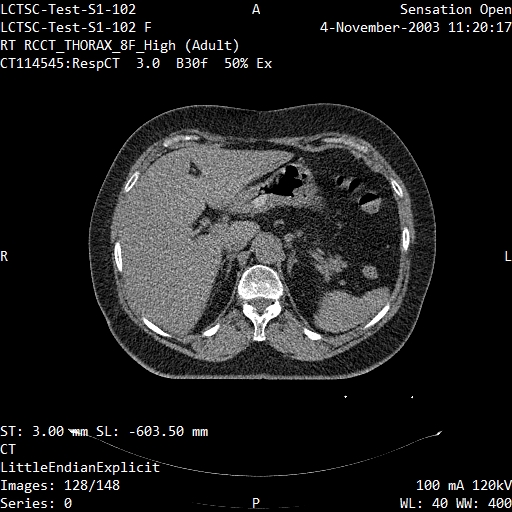 LCTSC-Test-S1-102 A Sensation Open
LCTSC-Test-S1-102 F 4-November-2003 11:20:17
RT RCCT_THORAX_8F_High (Adult)
CT114545:RespCT 3.0 B30f 50% Ex
R L
ST: 3.00 mm SL: -603.50 mm
CT
LittleEndianExplicit
Images: 128/148 100 mA 120kV
Series: 0 P WL: 40 WW: 400